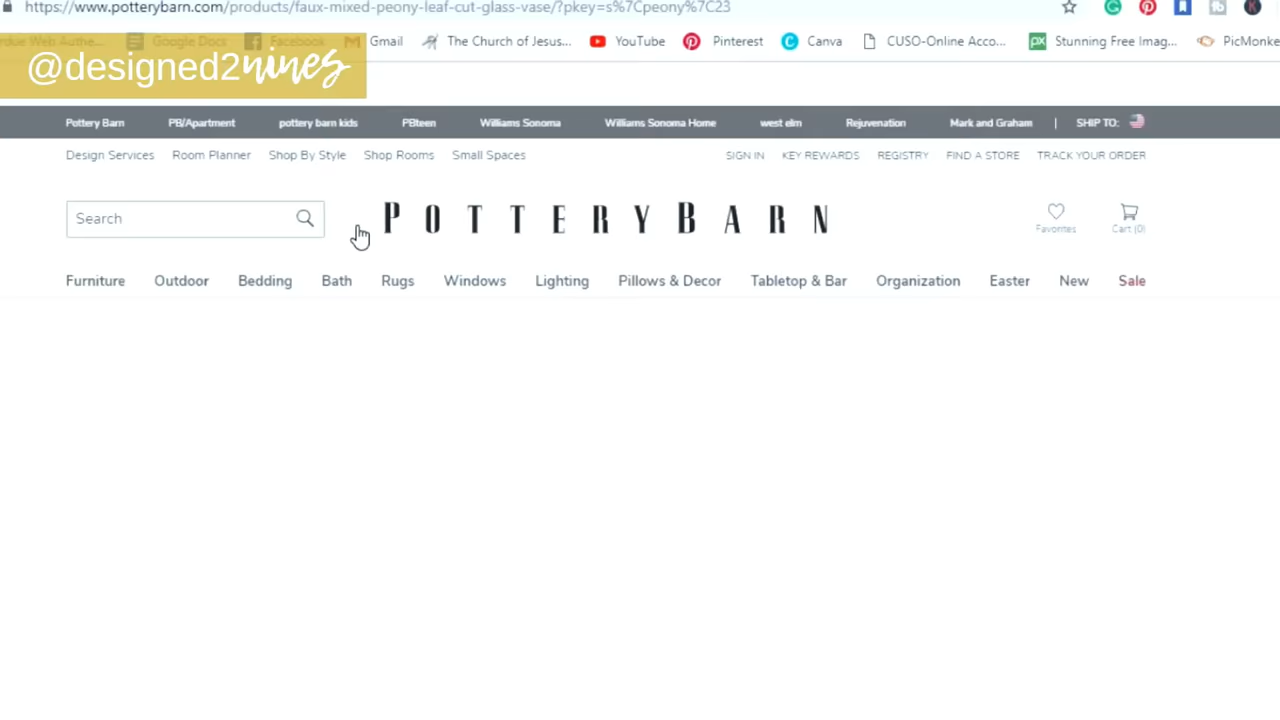 https://www.potterybarn.com/products/faux-mixed-peony-leaf-cut-glass-vase/?pkey=s%7Cpeony%7C23
Google Docs Facebook Gmail The Church of Jesus... YouTube Pinterest Canva CUSO-Online Acco... Stunning Free Imag... PicMonke
@designed2nines
Pottery Barn PB/Apartment pottery barn kids PBteen Williams Sonoma Williams Sonoma Home west elm Rejuvenation Mark and Graham | SHIP TO:
Design Services Room Planner Shop By Style Shop Rooms Small Spaces SIGN IN KEY REWARDS REGISTRY FIND A STORE TRACK YOUR ORDER
Search POTTERY BARN
Favorites Cart (0)
Furniture Outdoor Bedding Bath Rugs Windows Lighting Pillows & Decor Tabletop & Bar Organization Easter New Sale